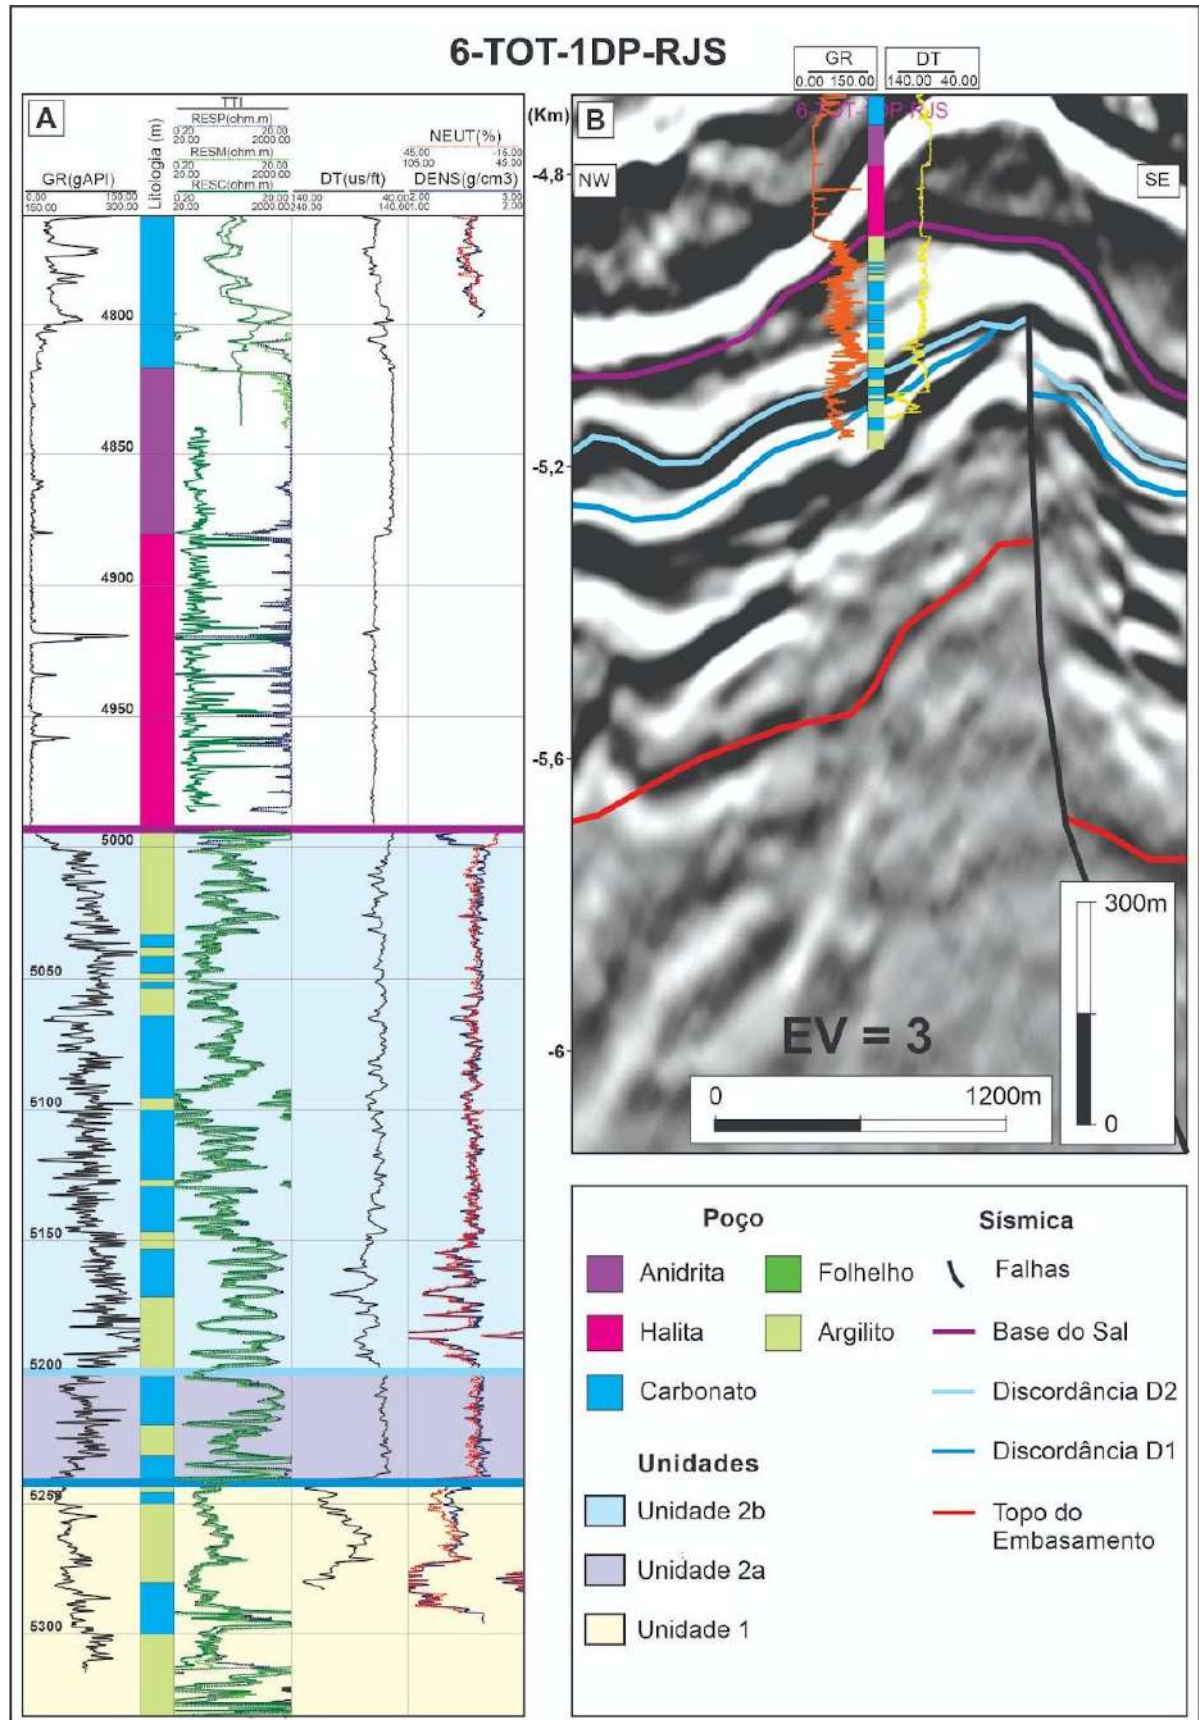 6-TOT-1DP-RJS
A
GR(gAPI)
0.00 150.00
150.00 300.00
Litologia (m)
TTI
RESP(ohm.m)
0.20 20.00
20.00 2000.00
RESM(ohm.m)
0.20 20.00
20.00 2000.00
RESC(ohm.m)
0.20 20.00
20.00 2000.00
DT(us/ft)
140.00 40.00
240.00 140.00
NEUT(%)
45.00 -15.00
105.00 45.00
DENS(g/cm3)
2.00 3.00
1.00 2.00
4800
4850
4900
4950
5000
5050
5100
5150
5200
5250
5300
GR
0.00 150.00
DT
140.00 40.00
(Km)
B
6-TOT-1DP-RJS
NW
SE
-4,8
-5,2
-5,6
-6
EV = 3
0 1200m
300m
0
Poço
Anidrita
Halita
Carbonato
Folhelho
Argilito
Unidades
Unidade 2b
Unidade 2a
Unidade 1
Sísmica
Falhas
Base do Sal
Discordância D2
Discordância D1
Topo do
Embasamento